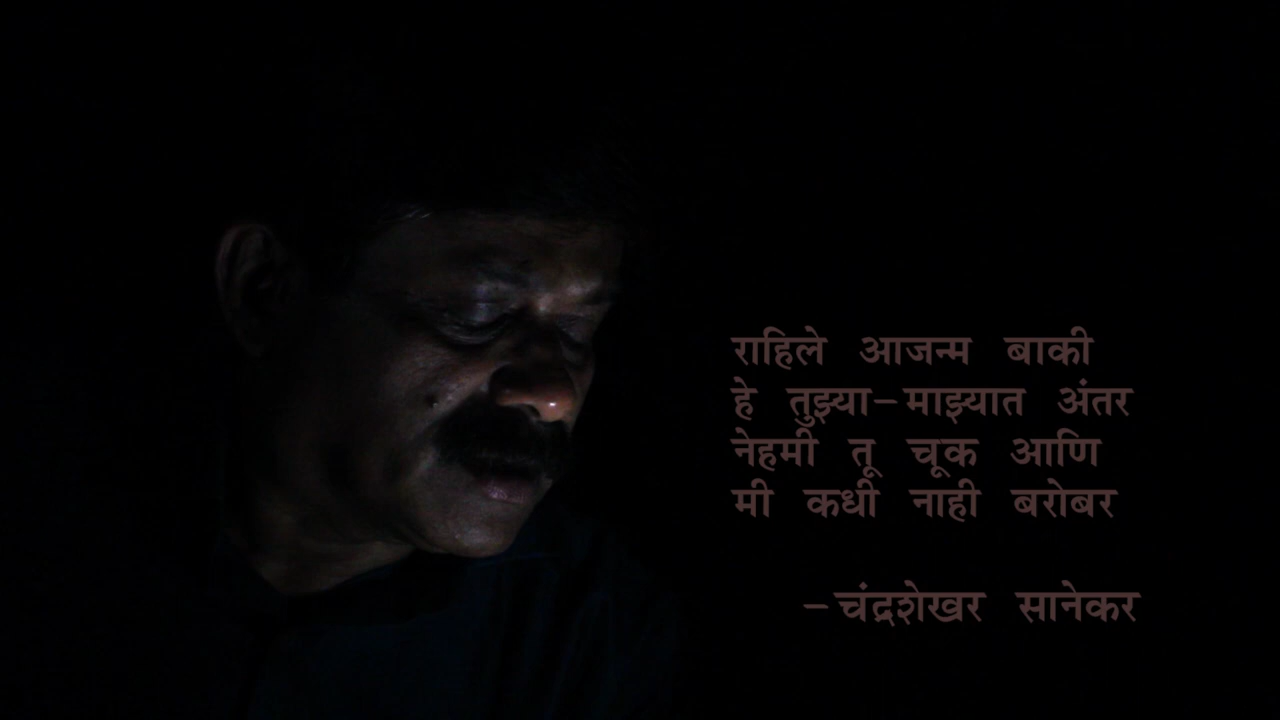 राहिले आजन्म बाकी
हे तुझ्या-माझ्यात अंतर
नेहमी तू चूक आणि
मी कधी नाही बरोबर
-चंद्रशेखर सानेकर